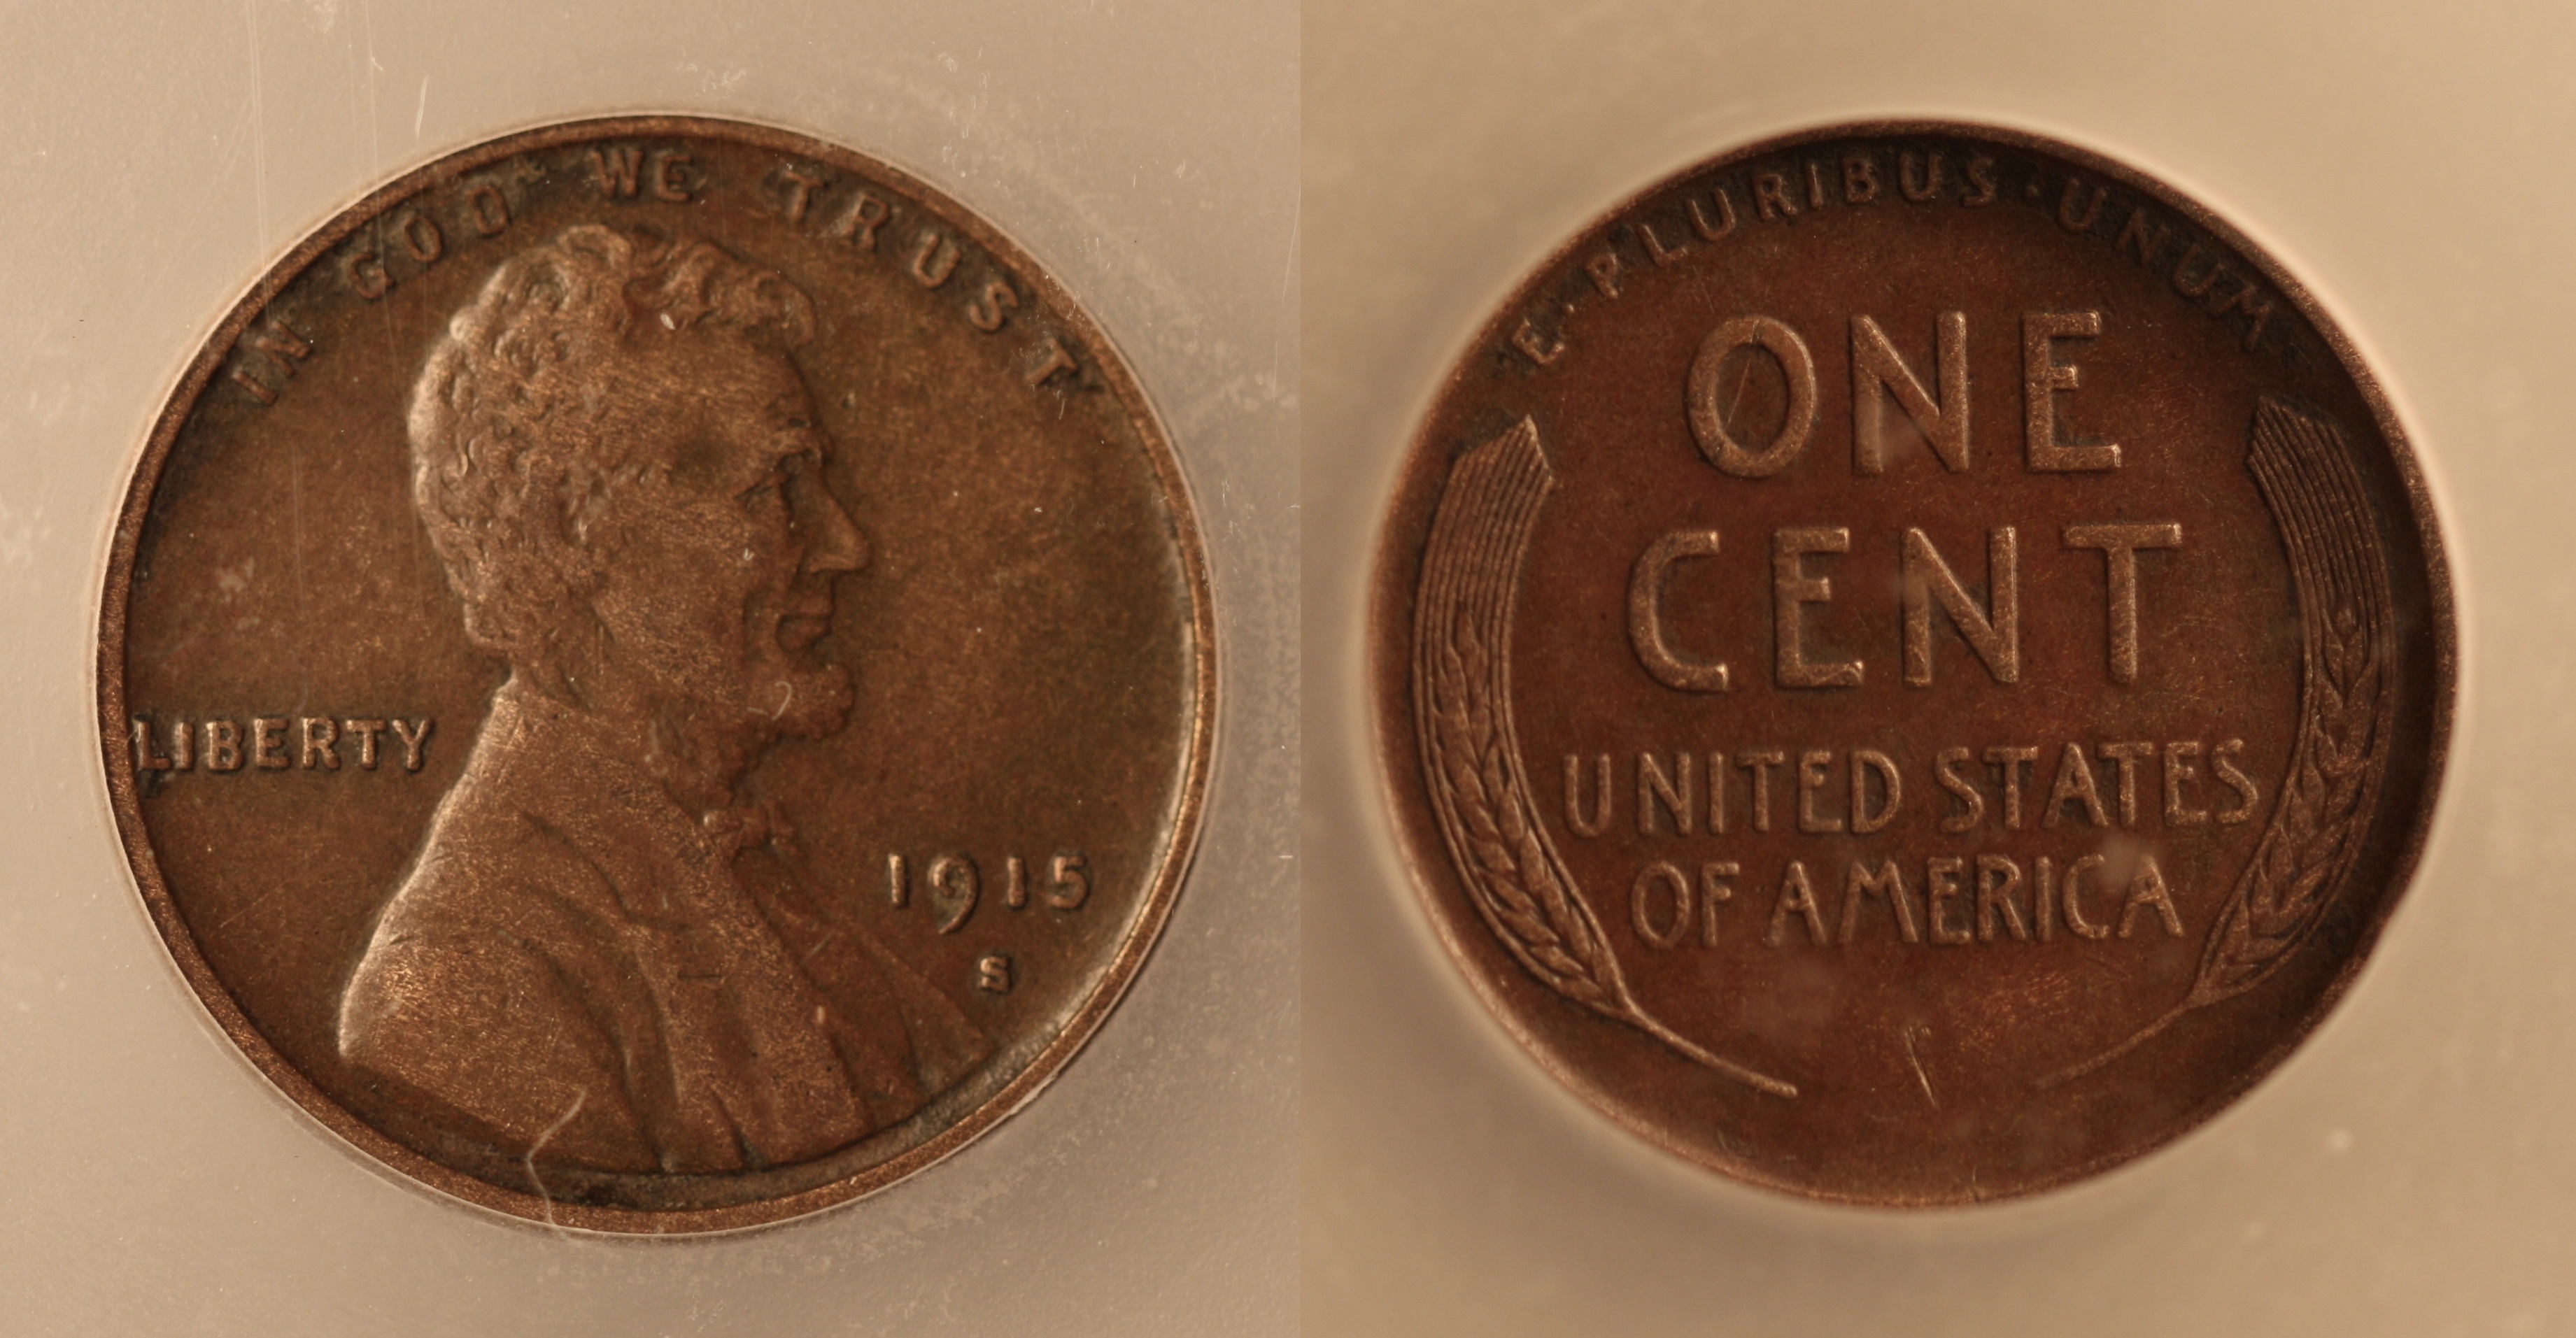 IN GOD WE TRUST
LIBERTY
1915
S
E·PLURIBUS·UNUM
ONE
CENT
UNITED STATES
OF AMERICA